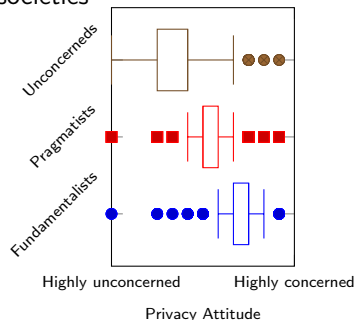 societies
Unconcerneds
Pragmatists
Fundamentalists
Highly unconcerned Highly concerned
Privacy Attitude